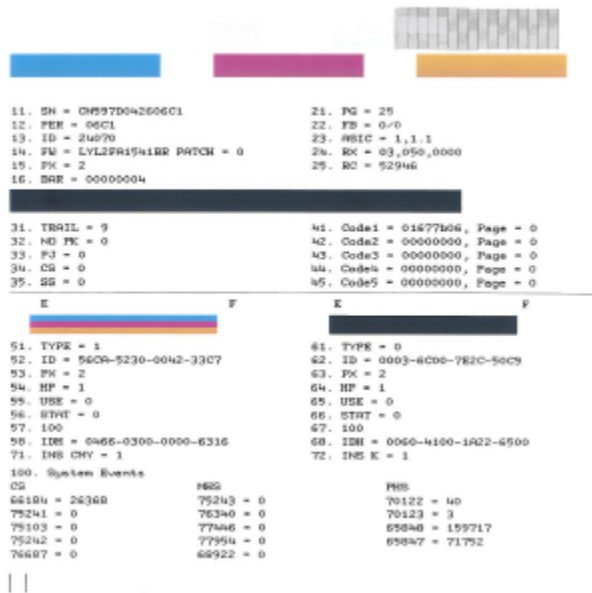 11. SN = CN597D042606C1
12. PER = 06C1
13. ID = 24070
14. FW = LYL2FA1541BR PATCH = 0
15. PX = 2
16. BAR = 00000004
21. PG = 25
22. FB = 0/0
23. ASIC = 1,1.1
24. RX = 03,050,0000
25. RC = 52946
31. TRAIL = 9
32. NO PK = 0
33. PJ = 0
34. CS = 0
35. SS = 0
41. Code1 = 01677b06, Page = 0
42. Code2 = 00000000, Page = 0
43. Code3 = 00000000, Page = 0
44. Code4 = 00000000, Page = 0
45. Code5 = 00000000, Page = 0
E F
51. TYPE = 1
52. ID = 56CA-5230-0042-33C7
53. PX = 2
54. HP = 1
55. USE = 0
56. STAT = 0
57. 100
58. IDH = 0466-0300-0000-6316
71. INS CMY = 1
E F
61. TYPE = 0
62. ID = 0003-6C00-7E2C-50C9
63. PX = 2
64. HP = 1
65. USE = 0
66. STAT = 0
67. 100
68. IDH = 0060-4100-1A22-6500
72. INS K = 1
100. System Events
CS
66184 = 26368
75241 = 0
75103 = 0
75242 = 0
76687 = 0
MRS
75243 = 0
76340 = 0
77446 = 0
77954 = 0
68922 = 0
PHS
70122 = 40
70123 = 3
65848 = 159717
65847 = 71752